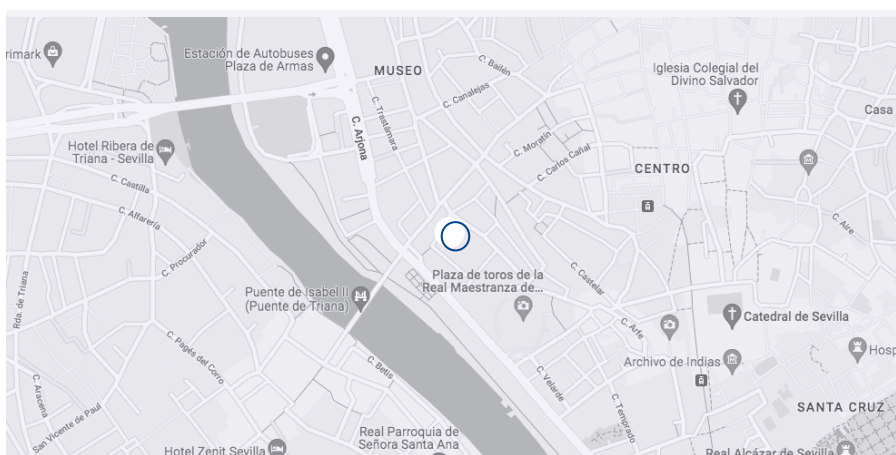 Estación de Autobuses
Plaza de Armas
MUSEO
C. Bailén
Iglesia Colegial del
Divino Salvador
C. Canalejas
C. Trastámara
C. Arjona
Casa
Hotel Ribera de
Triana - Sevilla
C. Moratín
C. Carlos Cañal
CENTRO
C. Castilla
C. Alfarería
C. Procurador
C. Aire
Rda. de Triana
Plaza de toros de la
Real Maestranza de...
C. Castelar
Puente de Isabel II
(Puente de Triana)
C. Arfe
Catedral de Sevilla
C. Pagés del Corro
C. Betis
Archivo de Indias
Hosp
C. Velarde
C. Aracena
San Vicente de Paul
C. Temprado
SANTA CRUZ
Real Parroquia de
Señora Santa Ana
Hotel Zenit Sevilla
Real Alcázar de Sevilla